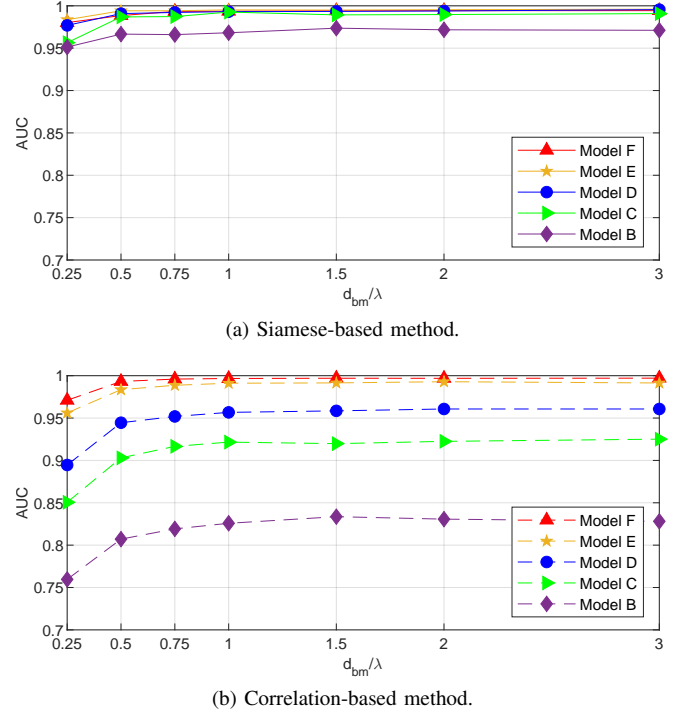 1
0.95
0.9
0.85
0.8
0.75
0.7
AUC
Model F
Model E
Model D
Model C
Model B
0.25 0.5 0.75 1 1.5 2 3
d_bm/λ
(a) Siamese-based method.
1
0.95
0.9
0.85
0.8
0.75
0.7
AUC
Model F
Model E
Model D
Model C
Model B
0.25 0.5 0.75 1 1.5 2 3
d_bm/λ
(b) Correlation-based method.